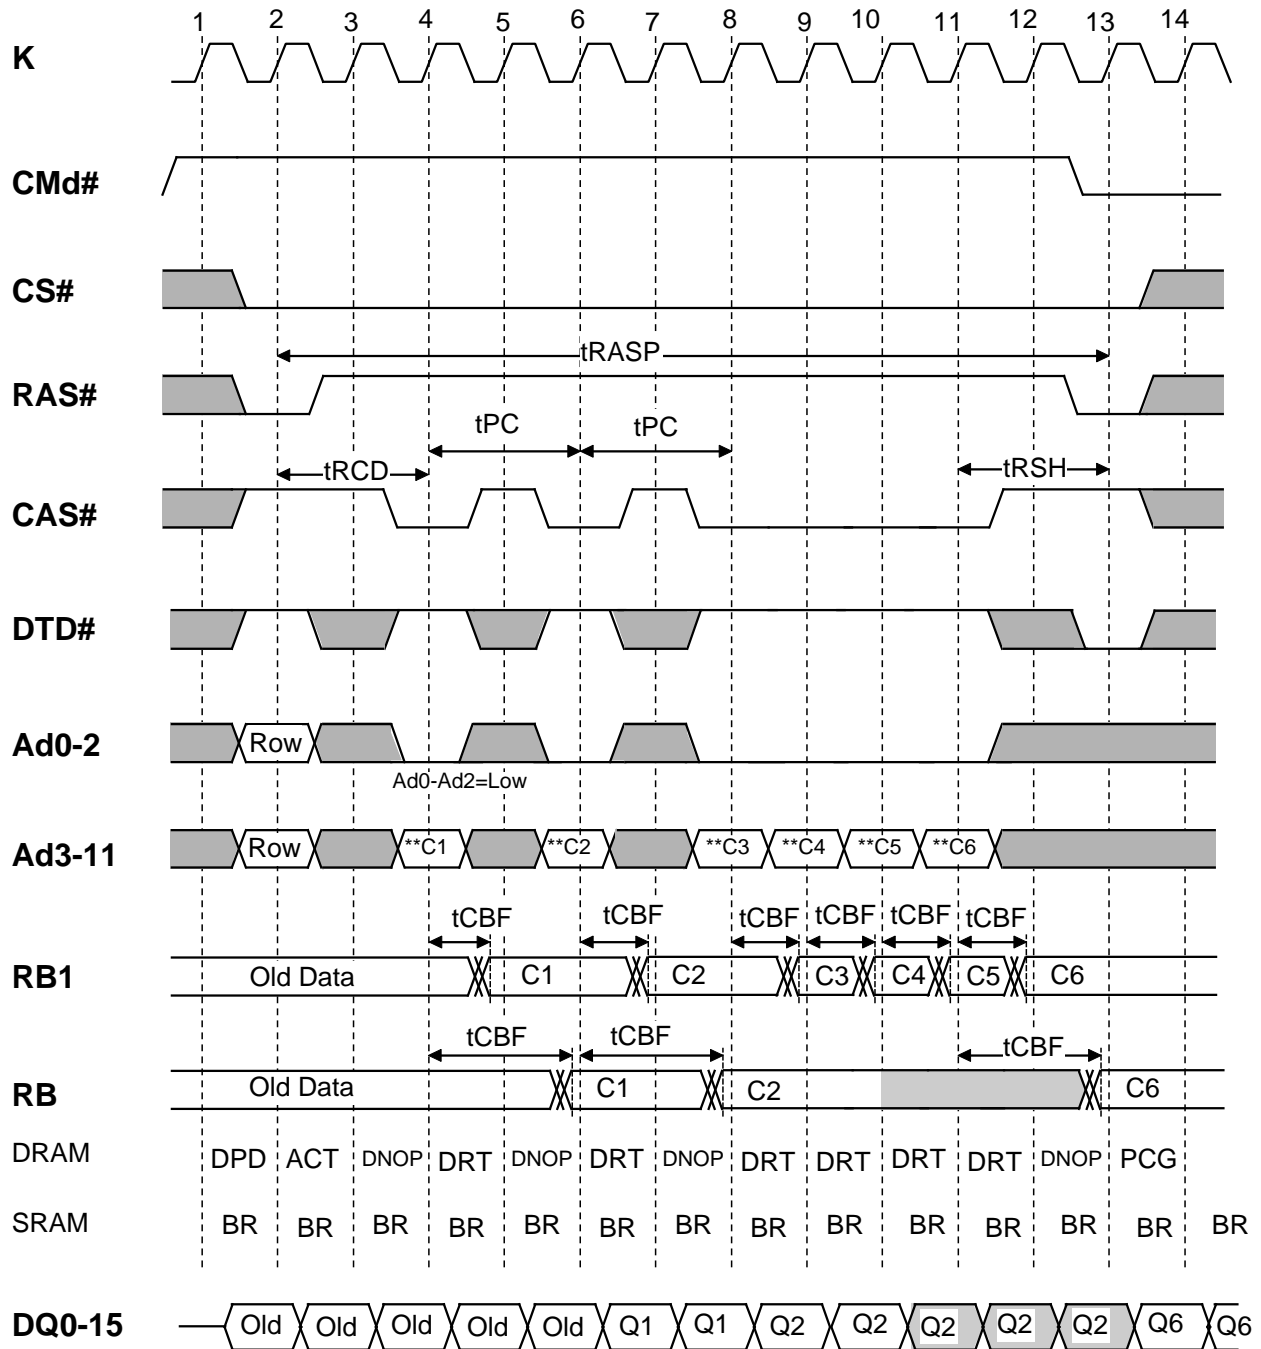 1 2 3 4 5 6 7 8 9 10 11 12 13 14
K
CMd#
CS#
tRASP
RAS#
tPC tPC
tRCD tRSH
CAS#
DTD#
Ad0-2 Row
Ad0-Ad2=Low
Ad3-11 Row **C1 **C2 **C3 **C4 **C5 **C6
tCBF tCBF tCBF tCBF tCBF tCBF
RB1 Old Data C1 C2 C3 C4 C5 C6
tCBF tCBF tCBF
RB Old Data C1 C2 C6
DRAM DPD ACT DNOP DRT DNOP DRT DNOP DRT DRT DRT DRT DNOP PCG
SRAM BR BR BR BR BR BR BR BR BR BR BR BR BR BR
DQ0-15 Old Old Old Old Old Q1 Q1 Q2 Q2 Q2 Q2 Q2 Q6 Q6